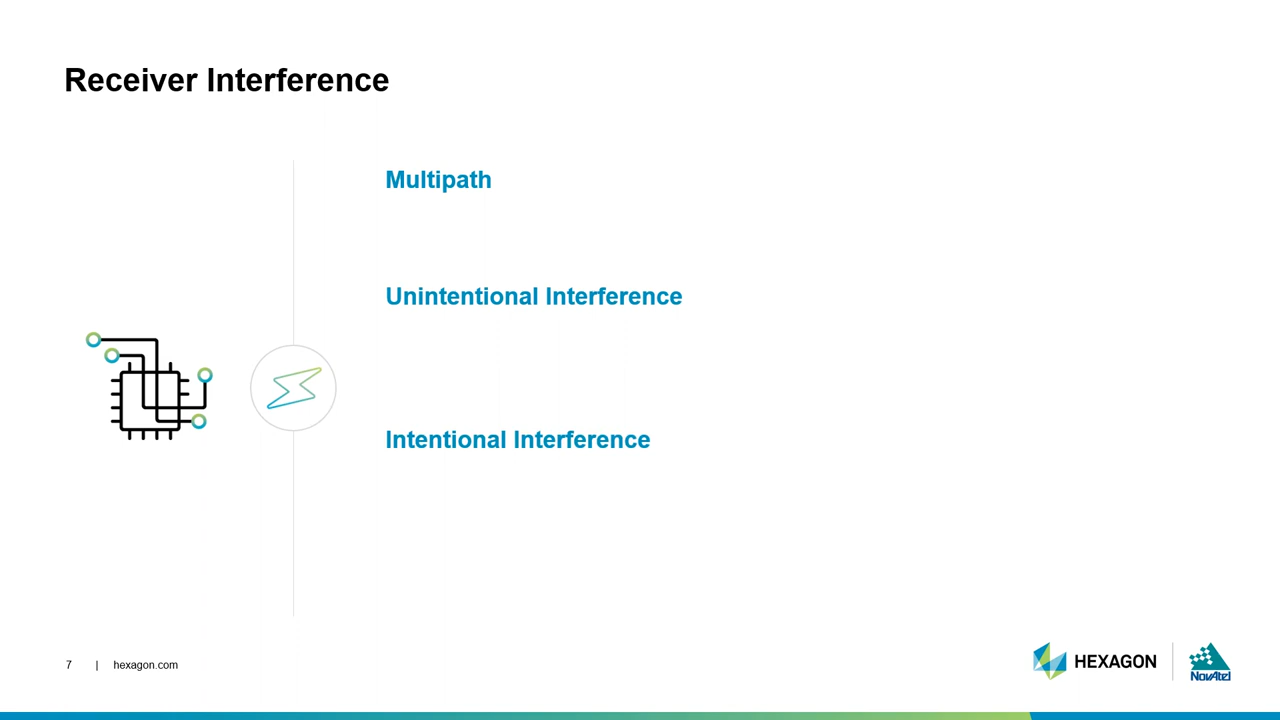 Receiver Interference
Multipath
Unintentional Interference
Intentional Interference
7 | hexagon.com
HEXAGON
NovAtel